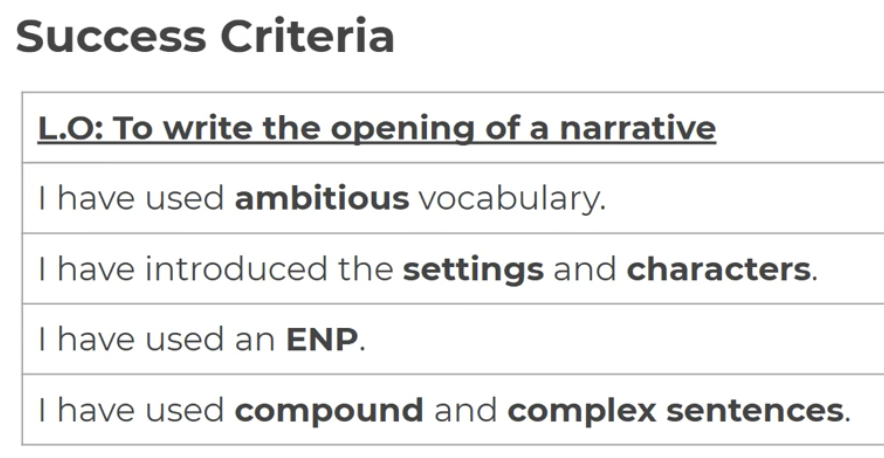 Success Criteria
L.O: To write the opening of a narrative
I have used ambitious vocabulary.
I have introduced the settings and characters.
I have used an ENP.
I have used compound and complex sentences.